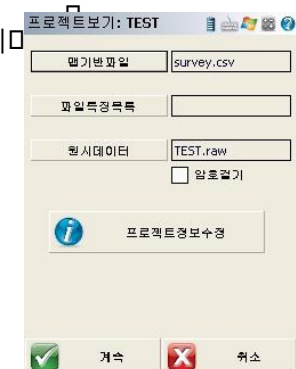 프로젝트보기: TEST
맵기반파일 survey.csv
파일특징목록
원시데이터 TEST.raw
암호걸기
프로젝트정보수정
계속 취소